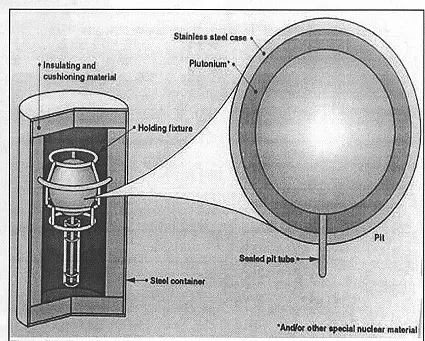 Stainless steel case
Plutonium*
Insulating and
cushioning material
Holding fixture
Pit
Sealed pit tube
Steel container
*And/or other special nuclear material